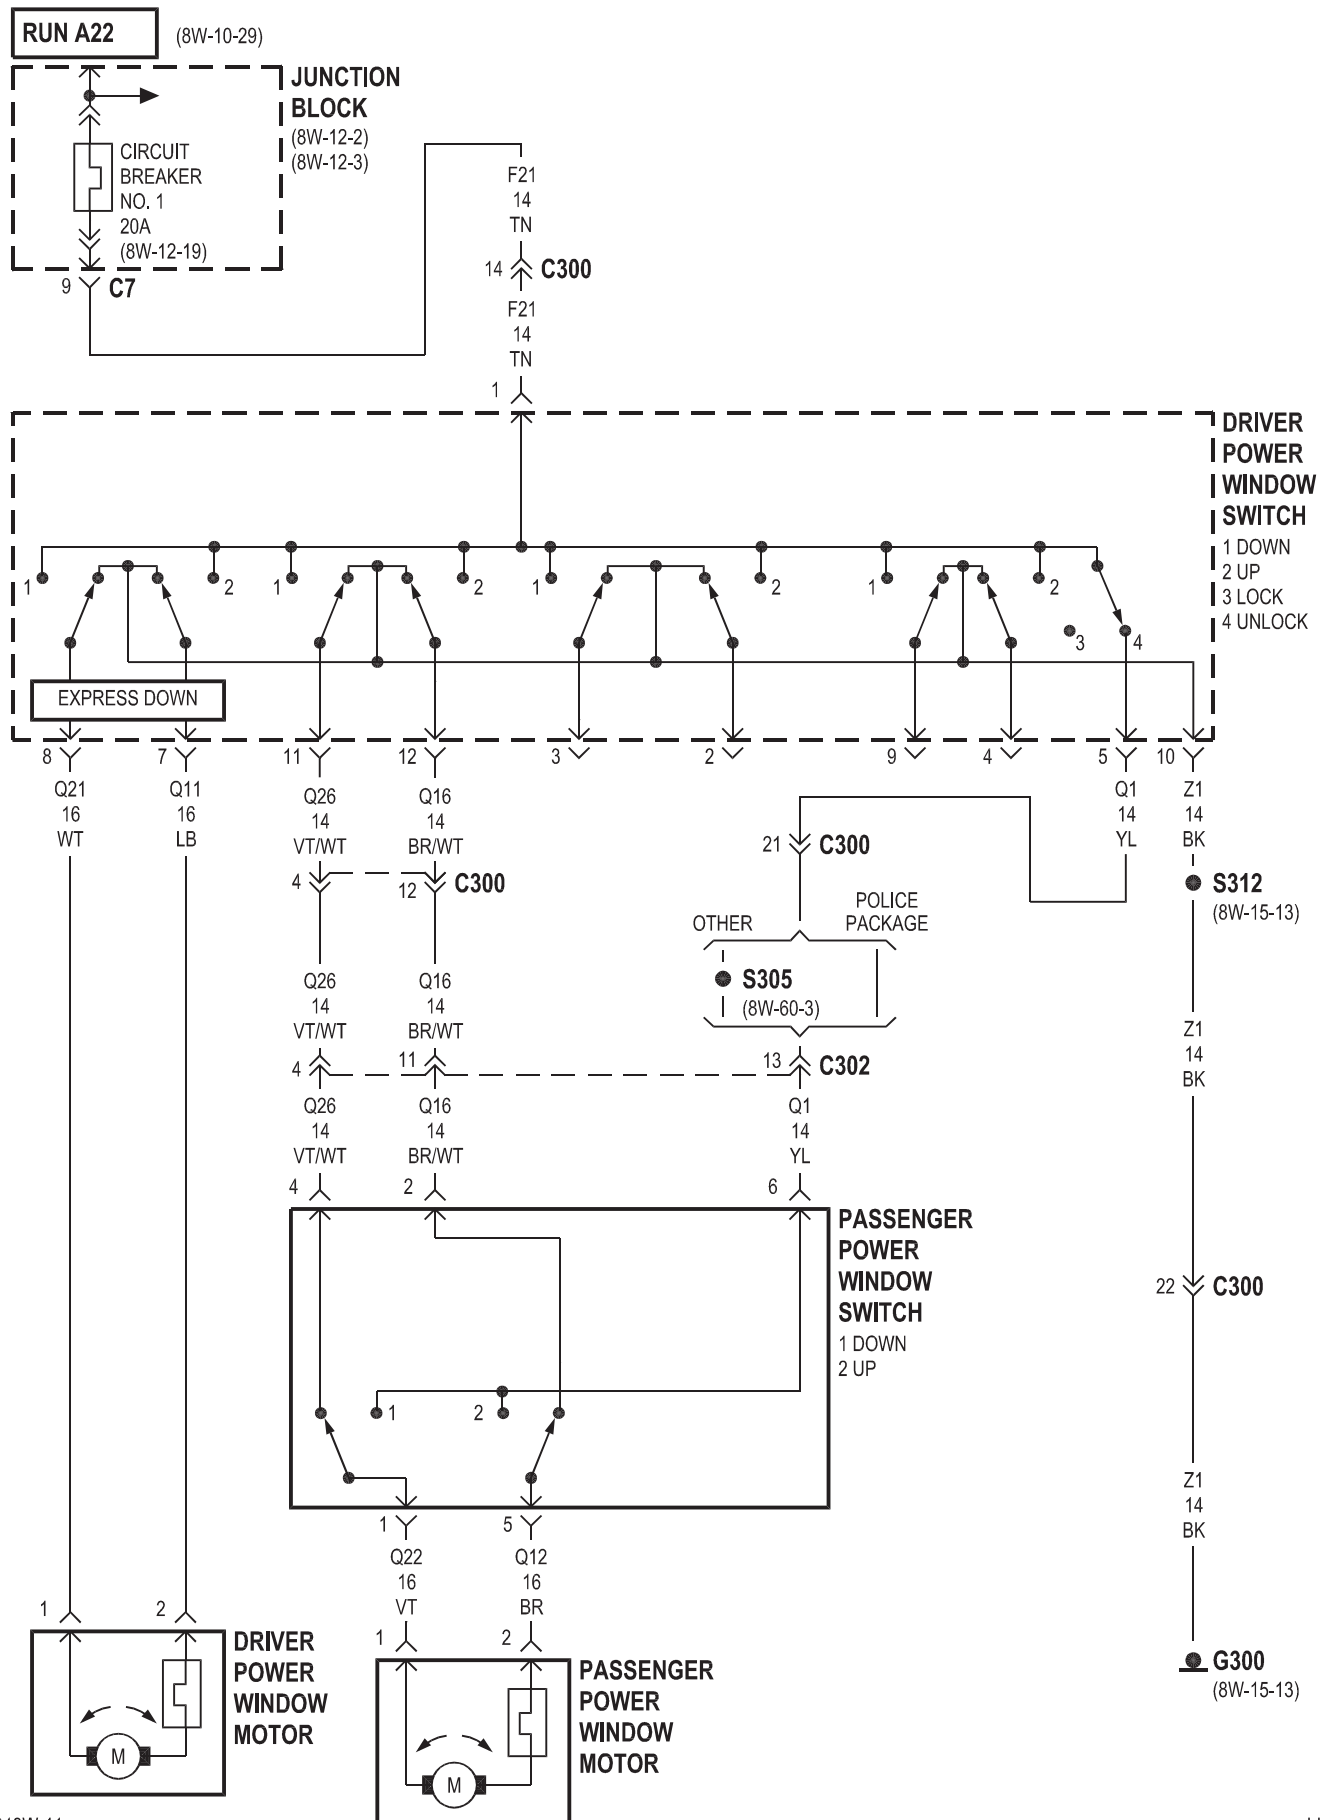 RUN A22 (8W-10-29)
JUNCTION
BLOCK
(8W-12-2)
(8W-12-3)
CIRCUIT
BREAKER
NO. 1
20A
(8W-12-19)
9 C7
F21
14
TN
14 C300
F21
14
TN
1
DRIVER
POWER
WINDOW
SWITCH
1 DOWN
2 UP
3 LOCK
4 UNLOCK
1 2 1 2 1 2 1 2
3 4
EXPRESS DOWN
8 7 11 12 3 2 9 4 5 10
Q21
16
WT
Q11
16
LB
Q26
14
VT/WT
Q16
14
BR/WT
Q1
14
YL
Z1
14
BK
4 12 C300
21 C300
S312
(8W-15-13)
OTHER
POLICE
PACKAGE
S305
(8W-60-3)
Q26
14
VT/WT
Q16
14
BR/WT
Z1
14
BK
4 11 13 C302
Q26
14
VT/WT
Q16
14
BR/WT
Q1
14
YL
4 2 6
PASSENGER
POWER
WINDOW
SWITCH
1 DOWN
2 UP
1 2
22 C300
1 5
Q22
16
VT
Q12
16
BR
Z1
14
BK
1 2
DRIVER
POWER
WINDOW
MOTOR
M
1 2
PASSENGER
POWER
WINDOW
MOTOR
M
G300
(8W-15-13)